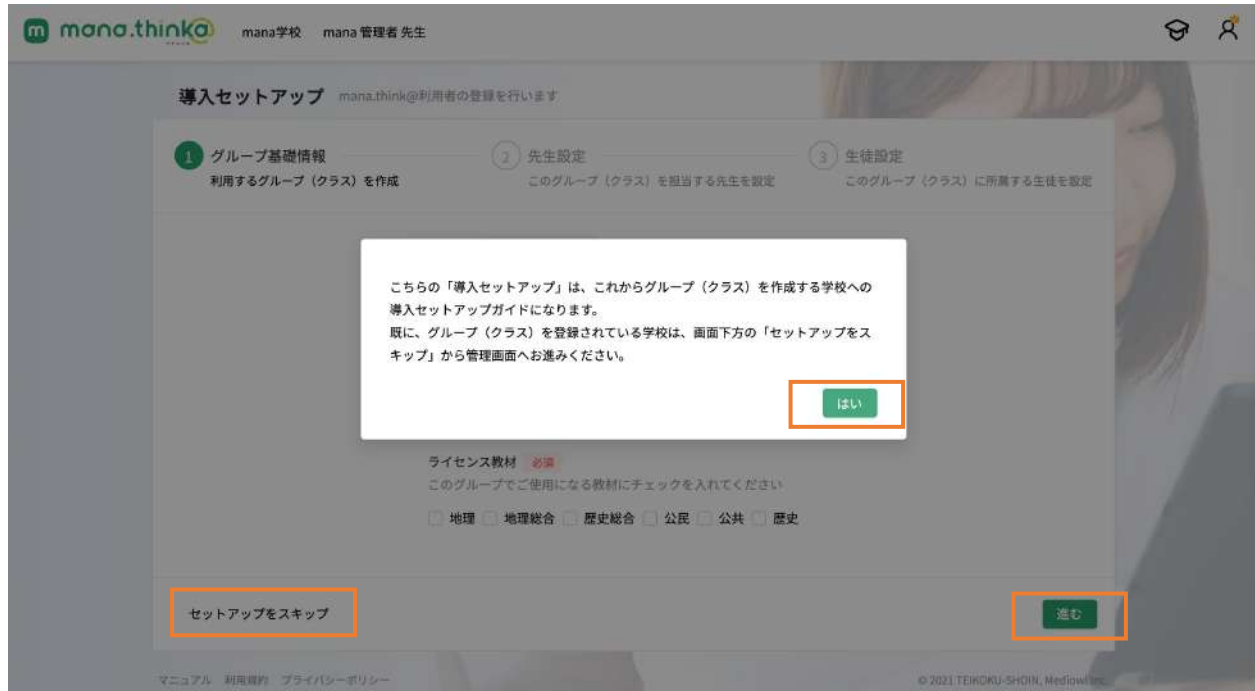 m mana.think@ mana学校 mana 管理者 先生
導入セットアップ mana.think@利用者の登録を行います
1 グループ基礎情報 2 先生設定 3 生徒設定
利用するグループ（クラス）を作成 このグループ（クラス）を担当する先生を設定 このグループ（クラス）に所属する生徒を設定
こちらの「導入セットアップ」は、これからグループ（クラス）を作成する学校への
導入セットアップガイドになります。
既に、グループ（クラス）を登録されている学校は、画面下方の「セットアップをス
キップ」から管理画面へお進みください。
はい
ライセンス教材 必須
このグループでご使用になる教材にチェックを入れてください
地理 地理総合 歴史総合 公民 公共 歴史
セットアップをスキップ 進む
マニュアル 利用規約 プライバシーポリシー © 2021 TEIKOKU-SHOIN, Mediowl Inc.